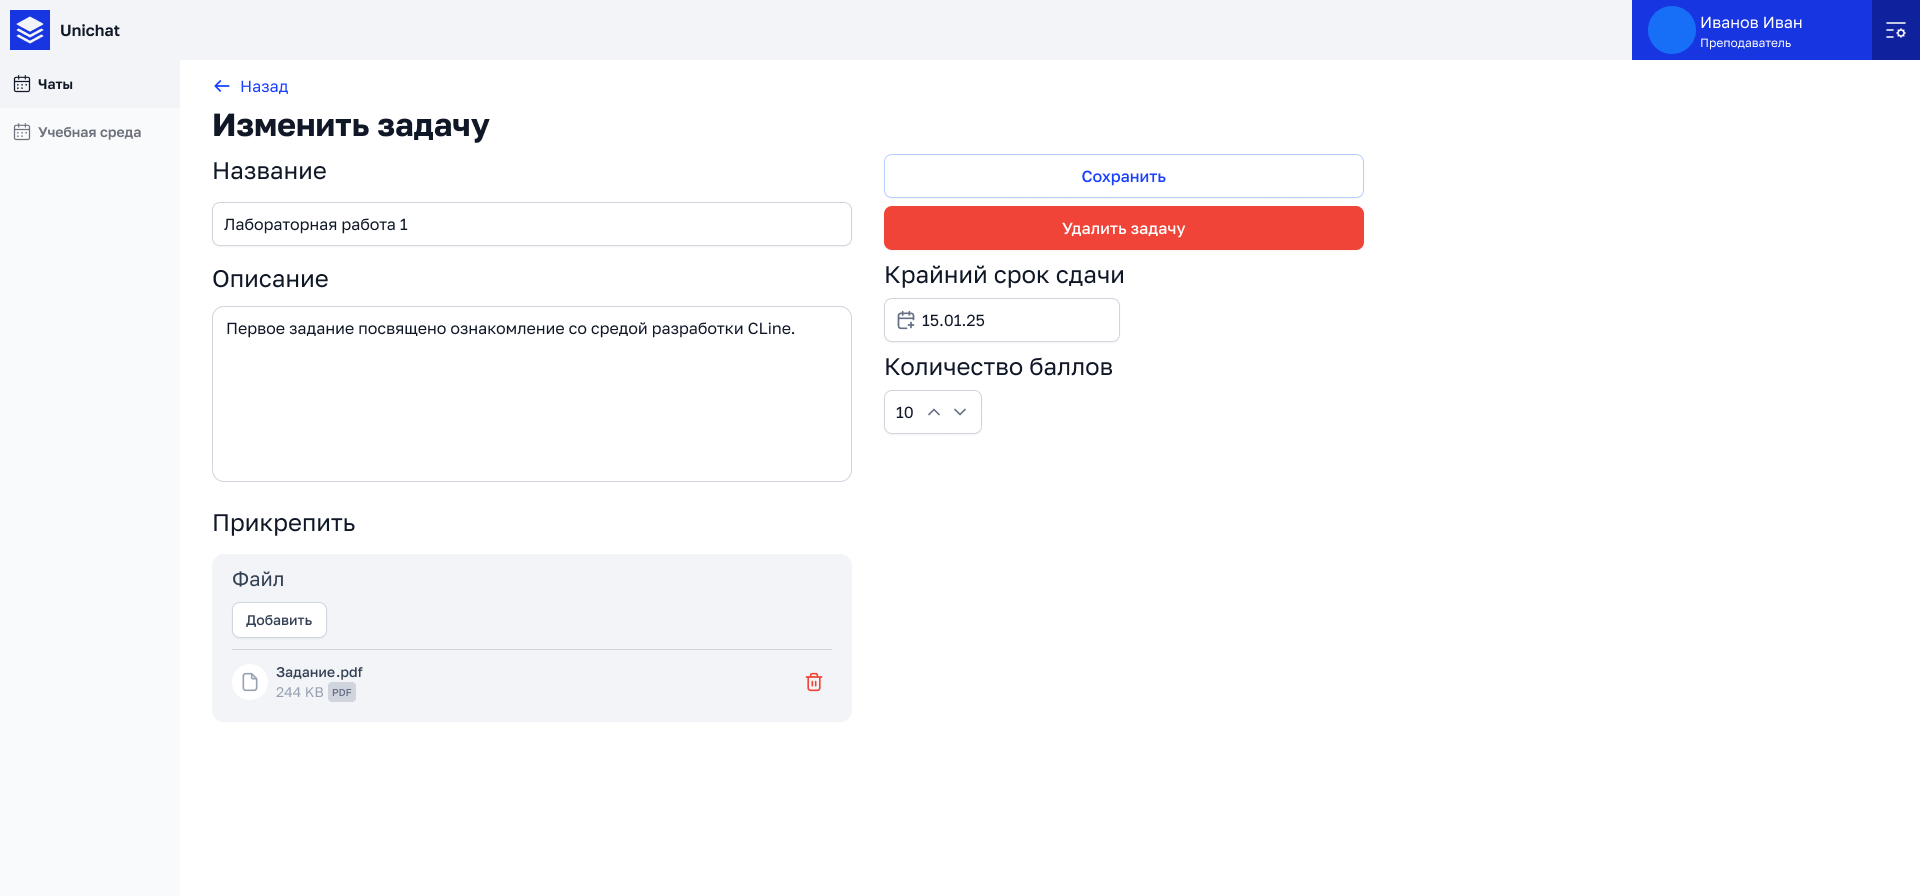 Unichat
Иванов Иван
Преподаватель
Чаты
Учебная среда
Назад
Изменить задачу
Название
Лабораторная работа 1
Описание
Первое задание посвящено ознакомление со средой разработки CLine.
Прикрепить
Файл
Добавить
Задание.pdf
244 KB PDF
Сохранить
Удалить задачу
Крайний срок сдачи
15.01.25
Количество баллов
10